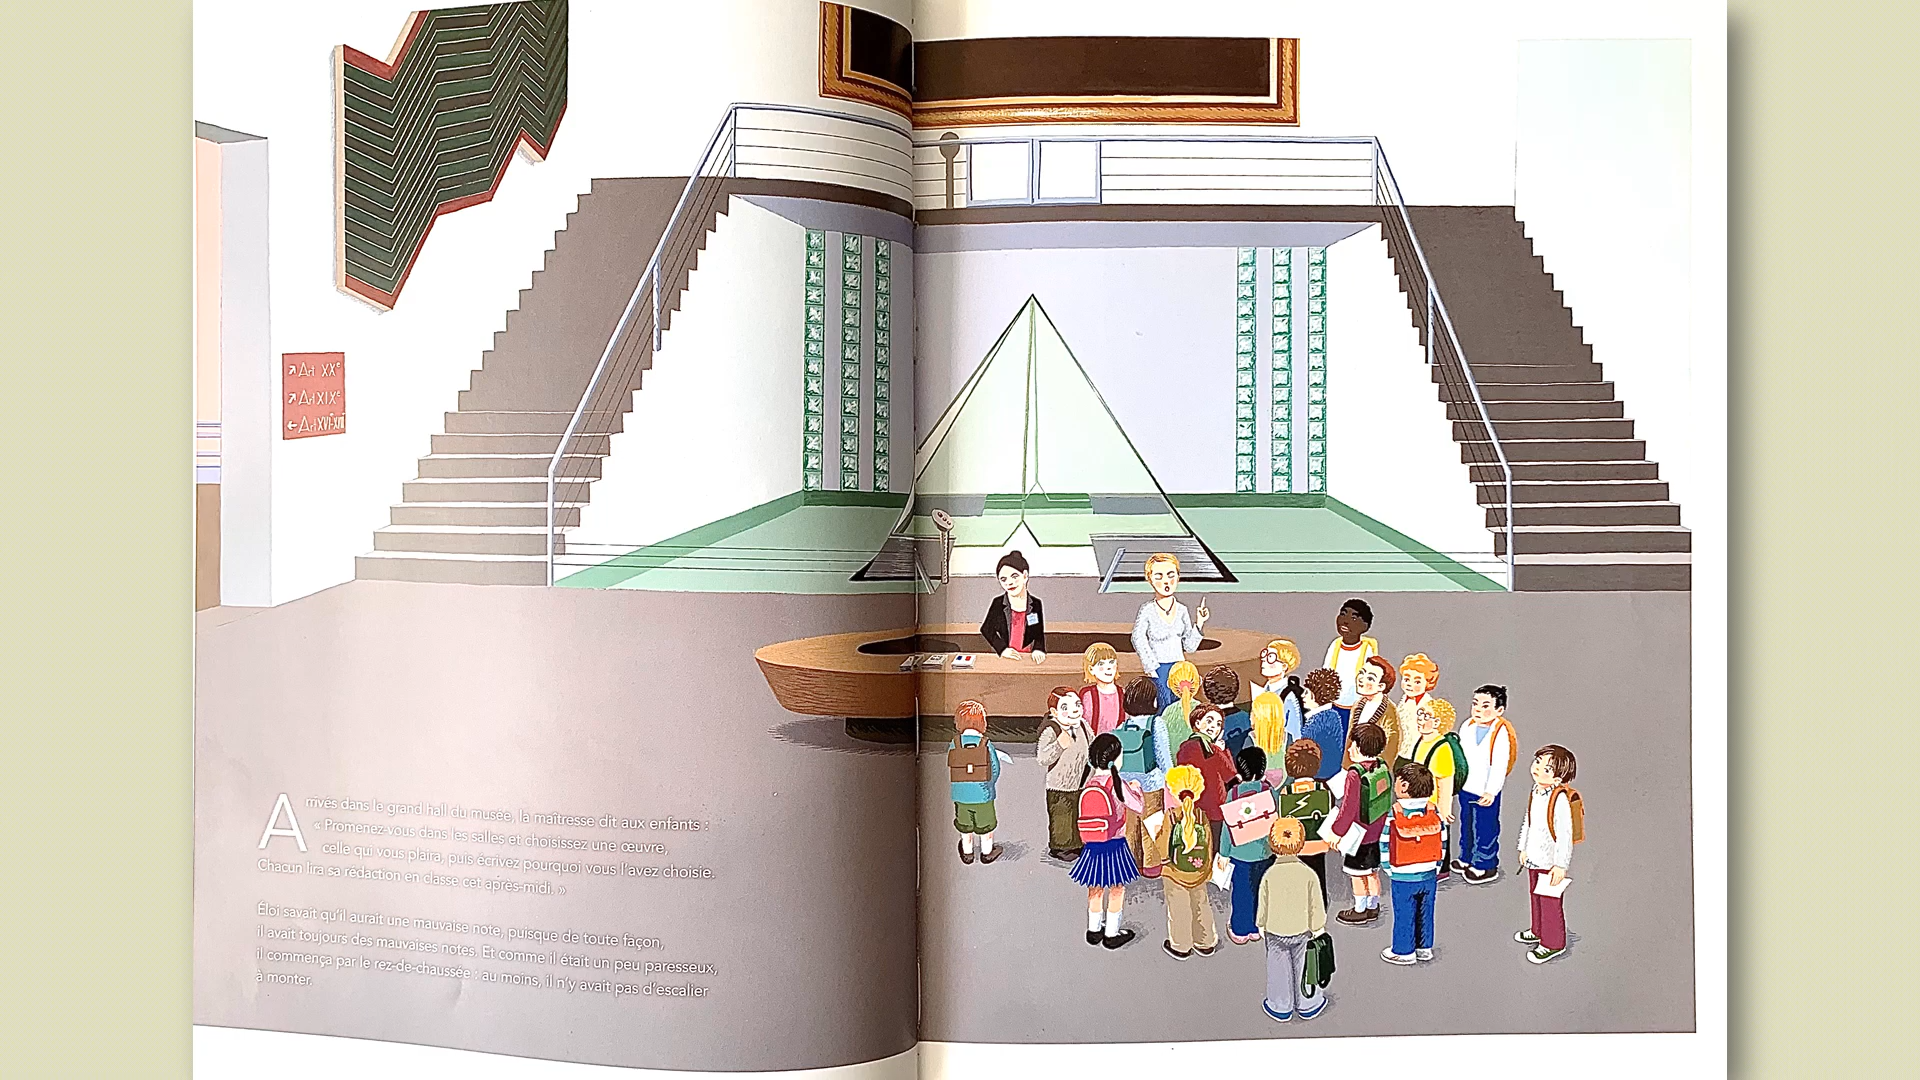 Art XXe
Art XIXe
Art XVI-XVII
Arrivés dans le grand hall du musée, la maîtresse dit aux enfants :
« Promenez-vous dans les salles et choisissez une œuvre,
celle qui vous plaira, puis écrivez pourquoi vous l'avez choisie.
Chacun lira sa rédaction en classe cet après-midi. »
Éloi savait qu'il aurait une mauvaise note, puisque de toute façon,
il avait toujours des mauvaises notes. Et comme il était un peu paresseux,
il commença par le rez-de-chaussée : au moins, il n'y avait pas d'escalier
à monter.